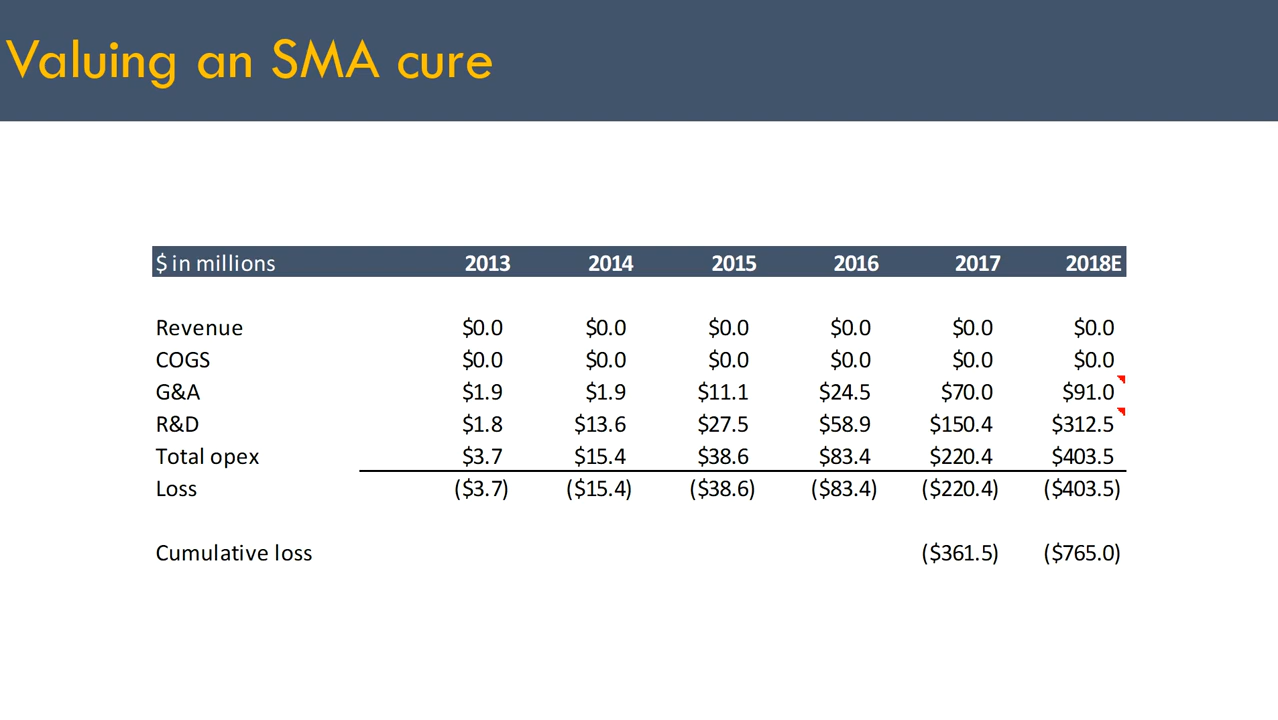 Valuing an SMA cure
$ in millions 2013 2014 2015 2016 2017 2018E
Revenue $0.0 $0.0 $0.0 $0.0 $0.0 $0.0
COGS $0.0 $0.0 $0.0 $0.0 $0.0 $0.0
G&A $1.9 $1.9 $11.1 $24.5 $70.0 $91.0
R&D $1.8 $13.6 $27.5 $58.9 $150.4 $312.5
Total opex $3.7 $15.4 $38.6 $83.4 $220.4 $403.5
Loss ($3.7) ($15.4) ($38.6) ($83.4) ($220.4) ($403.5)
Cumulative loss ($361.5) ($765.0)